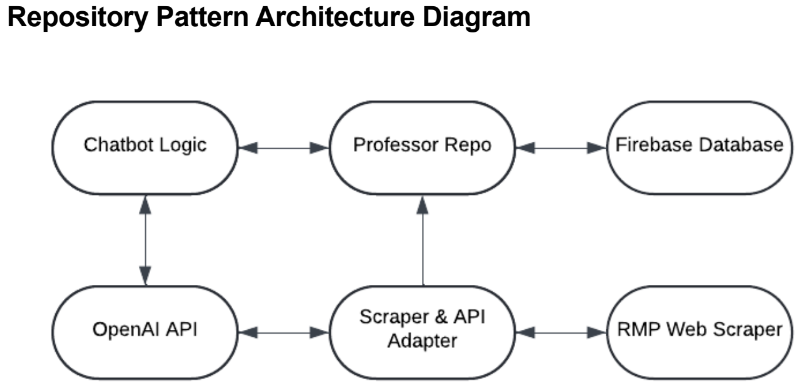 Repository Pattern Architecture Diagram
Chatbot Logic
Professor Repo
Firebase Database
OpenAI API
Scraper & API
Adapter
RMP Web Scraper